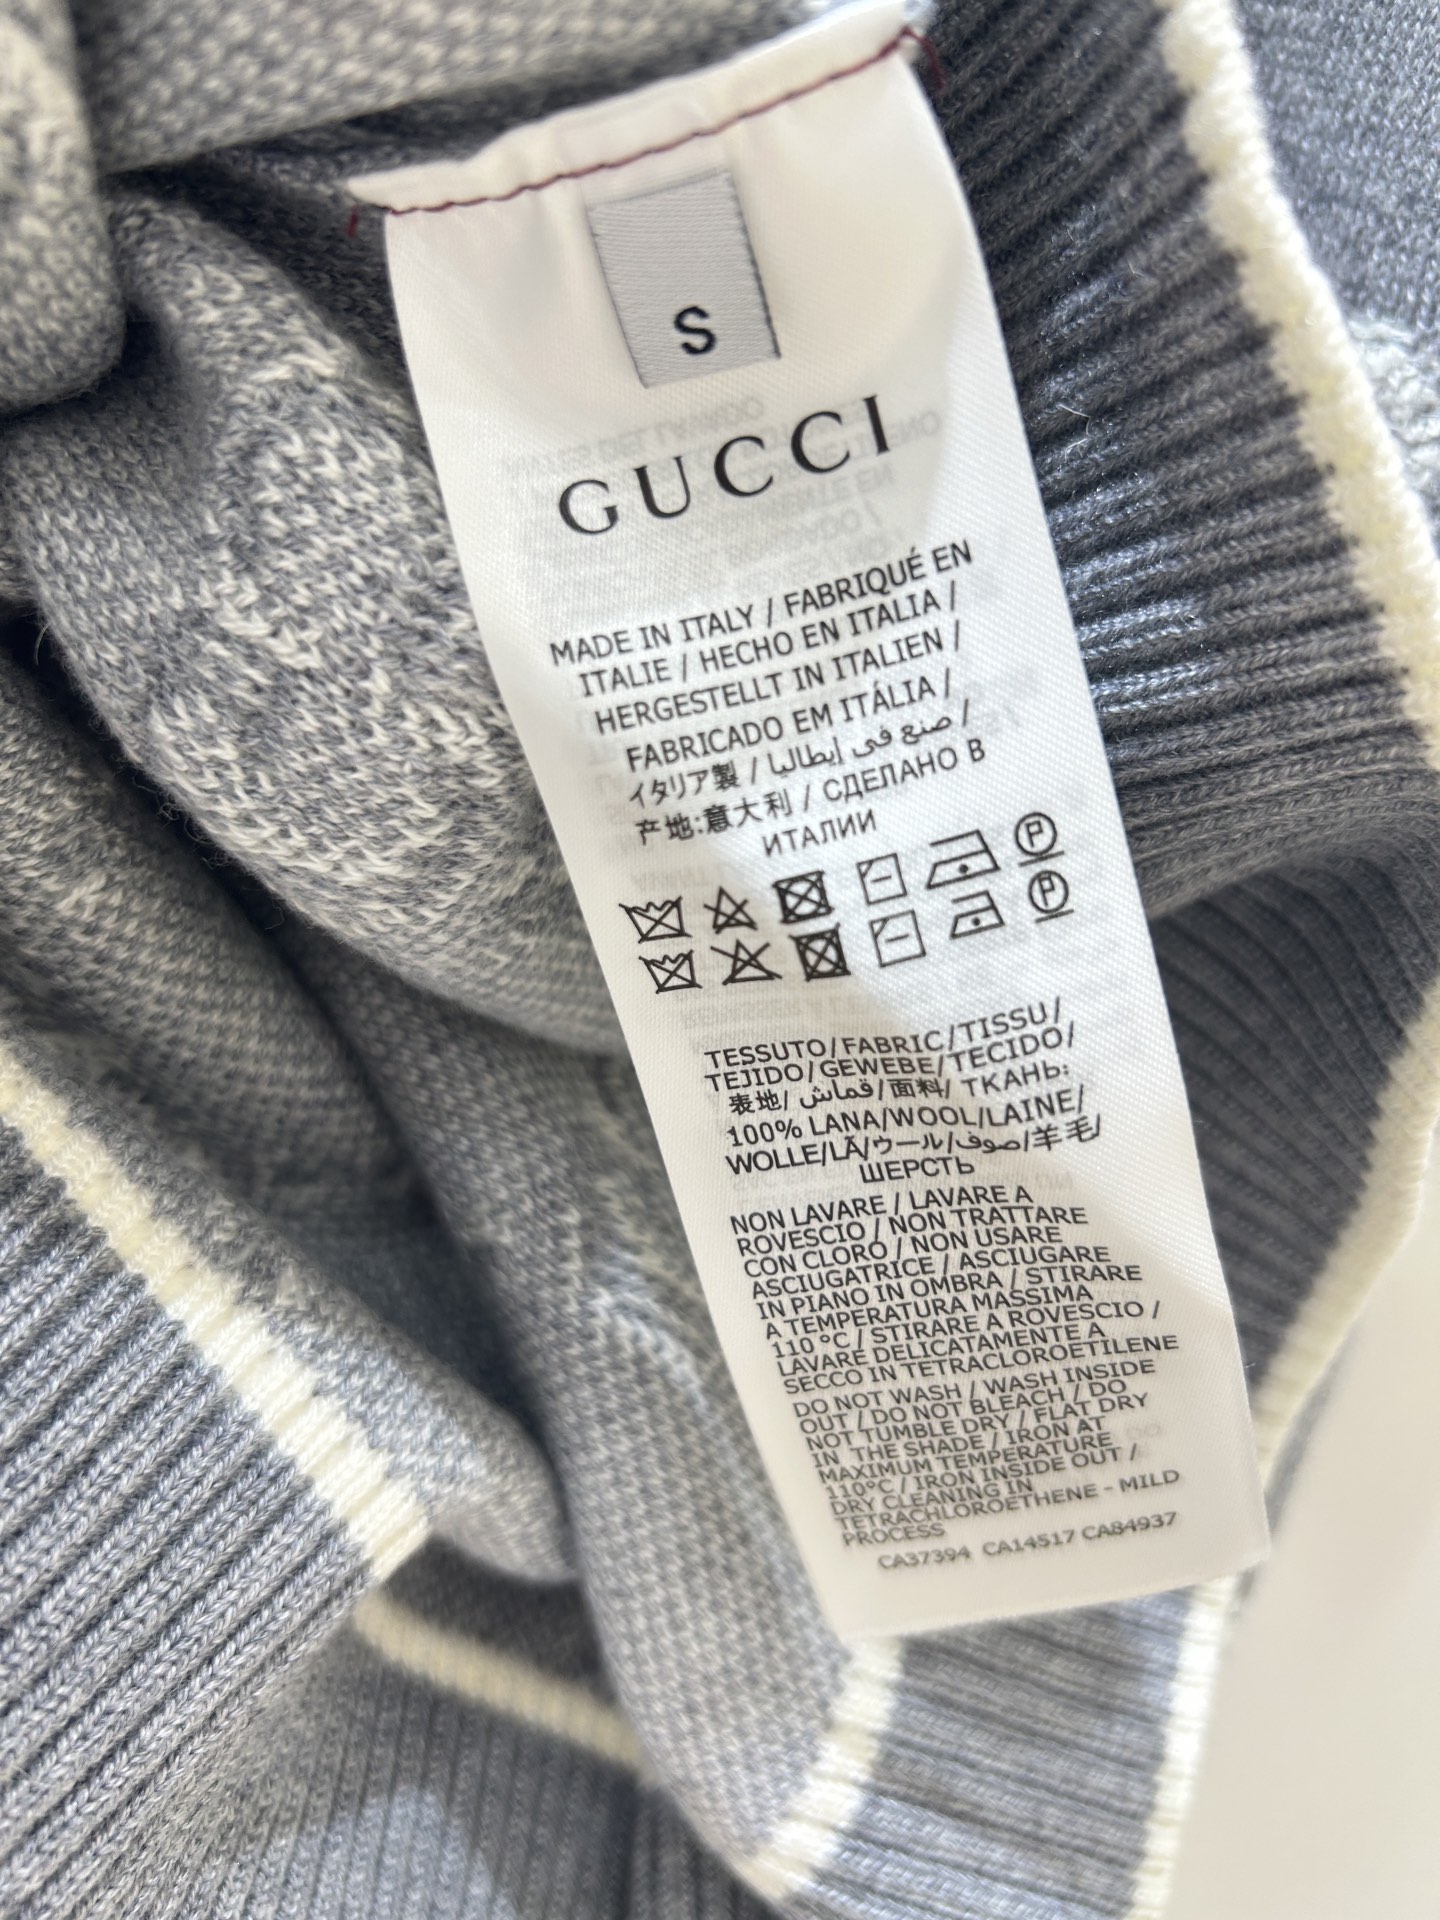 S
GUCCI
MADE IN ITALY / FABRIQUÉ EN
ITALIE / HECHO EN ITALIA /
HERGESTELLT IN ITALIEN /
FABRICADO EM ITÁLIA /
イタリア製 / صنع في إيطاليا /
产地:意大利 / СДЕЛАНО В
ИТАЛИИ
TESSUTO/FABRIC/TISSU/
TEJIDO/GEWEBE/TECIDO/
表地/ قماش/面料/ ТКАНЬ:
100% LANA/WOOL/LAINE/
WOLLE/LÃ/ウール/صوف/羊毛/
ШЕРСТЬ
NON LAVARE / LAVARE A
ROVESCIO / NON TRATTARE
CON CLORO / NON USARE
ASCIUGATRICE / ASCIUGARE
IN PIANO IN OMBRA / STIRARE
A TEMPERATURA MASSIMA
110 °C / STIRARE A ROVESCIO /
LAVARE DELICATAMENTE A
SECCO IN TETRACLOROETILENE
DO NOT WASH / WASH INSIDE
OUT / DO NOT BLEACH / DO
NOT TUMBLE DRY / FLAT DRY
IN THE SHADE / IRON AT
MAXIMUM TEMPERATURE
110°C / IRON INSIDE OUT /
DRY CLEANING IN
TETRACHLOROETHENE - MILD
PROCESS
CA37394 CA14517 CA84937